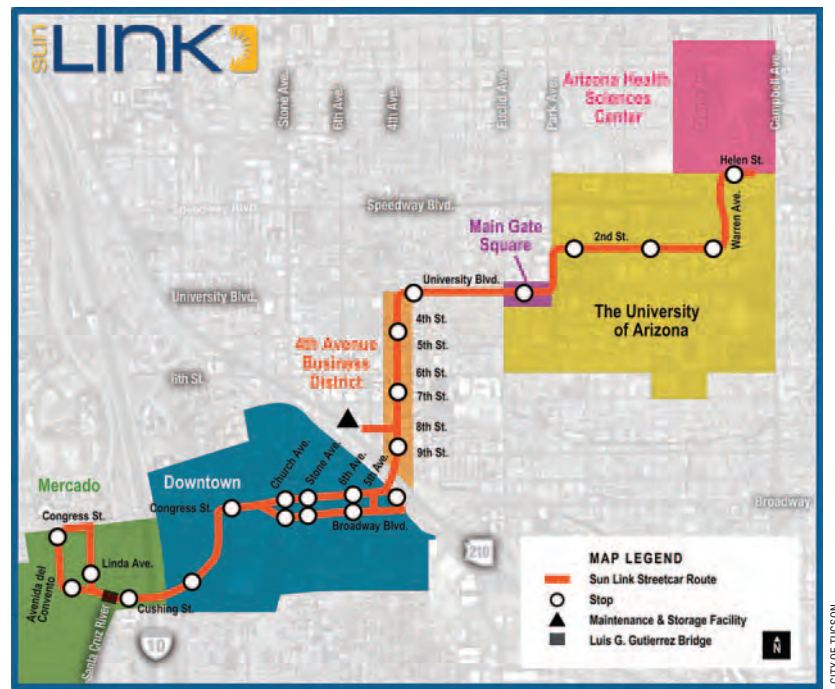 sun LINK
Stone Ave.
6th Ave.
4th Ave.
Euclid Ave.
Park Ave.
Campbell Ave.
Arizona Health
Sciences
Center
Helen St.
Warren Ave.
Speedway Blvd.
Main Gate
Square
2nd St.
University Blvd.
University Blvd.
The University
of Arizona
4th St.
5th St.
6th St.
7th St.
8th St.
9th St.
4th Avenue
Business
District
6th St.
Mercado
Downtown
Church Ave.
Stone Ave.
6th Ave.
5th Ave.
Congress St.
Congress St.
Broadway Blvd.
Broadway
Linda Ave.
Avenida del
Convento
Cushing St.
Santa Cruz River
10
210
MAP LEGEND
Sun Link Streetcar Route
Stop
Maintenance & Storage Facility
Luis G. Gutierrez Bridge
N
CITY OF TUCSON